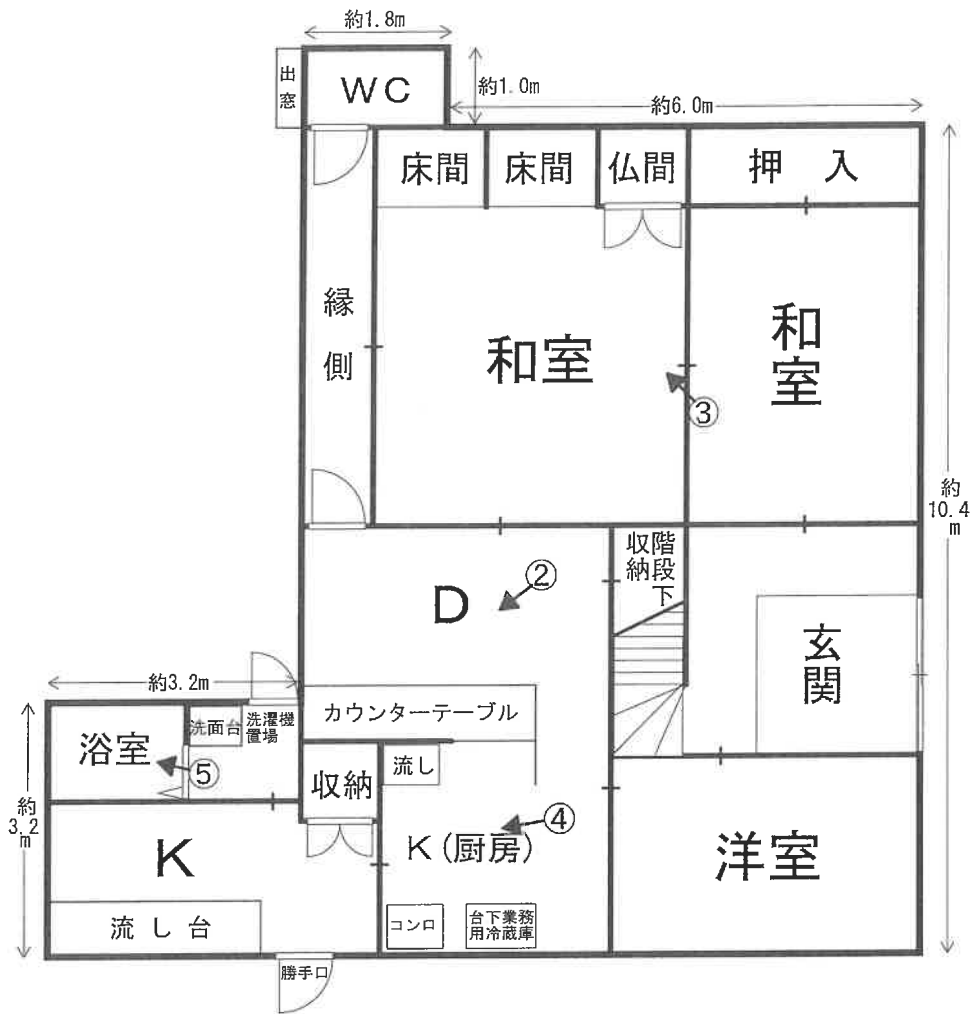 約1.8m
出窓
WC
約1.0m
約6.0m
床間
床間
仏間
押 入
縁側
和室
和室
③
約10.4m
階段下収納
②
D
玄関
約3.2m
カウンターテーブル
洗面台
洗濯機置場
浴室
⑤
収納
流し
約3.2m
④
K
K(厨房)
洋室
流し台
コンロ
台下業務用冷蔵庫
勝手口